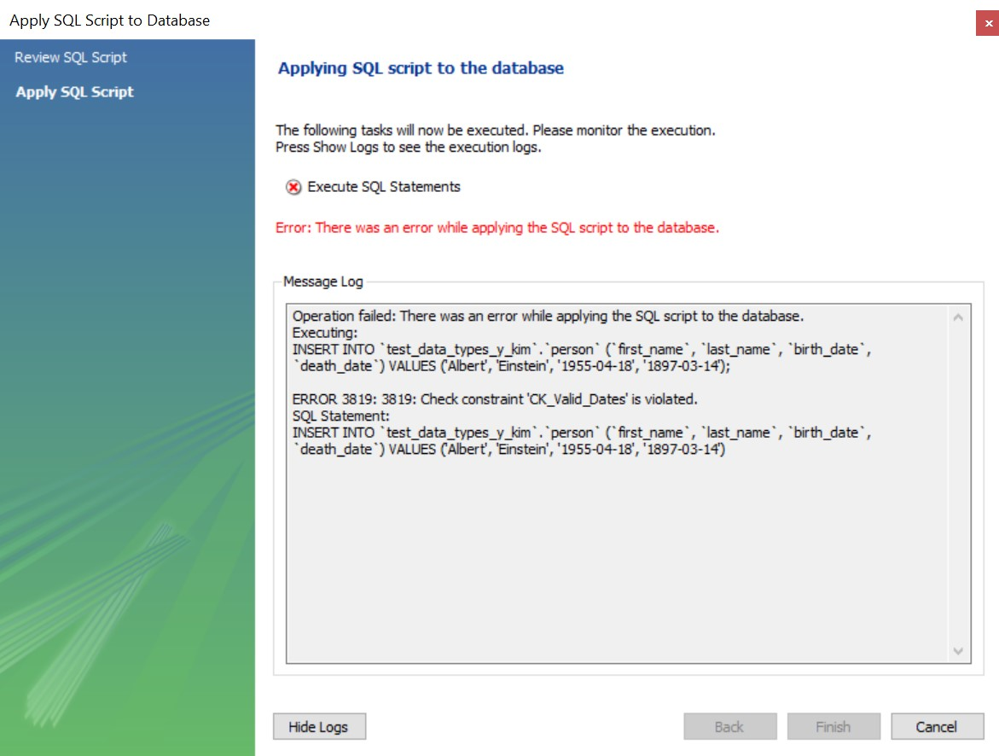 Apply SQL Script to Database
Review SQL Script
Apply SQL Script
Applying SQL script to the database
The following tasks will now be executed. Please monitor the execution.
Press Show Logs to see the execution logs.
Execute SQL Statements
Error: There was an error while applying the SQL script to the database.
Message Log
Operation failed: There was an error while applying the SQL script to the database.
Executing:
INSERT INTO `test_data_types_y_kim`.`person` (`first_name`, `last_name`, `birth_date`,
`death_date`) VALUES ('Albert', 'Einstein', '1955-04-18', '1897-03-14');
ERROR 3819: 3819: Check constraint 'CK_Valid_Dates' is violated.
SQL Statement:
INSERT INTO `test_data_types_y_kim`.`person` (`first_name`, `last_name`, `birth_date`,
`death_date`) VALUES ('Albert', 'Einstein', '1955-04-18', '1897-03-14')
Hide Logs
Back
Finish
Cancel